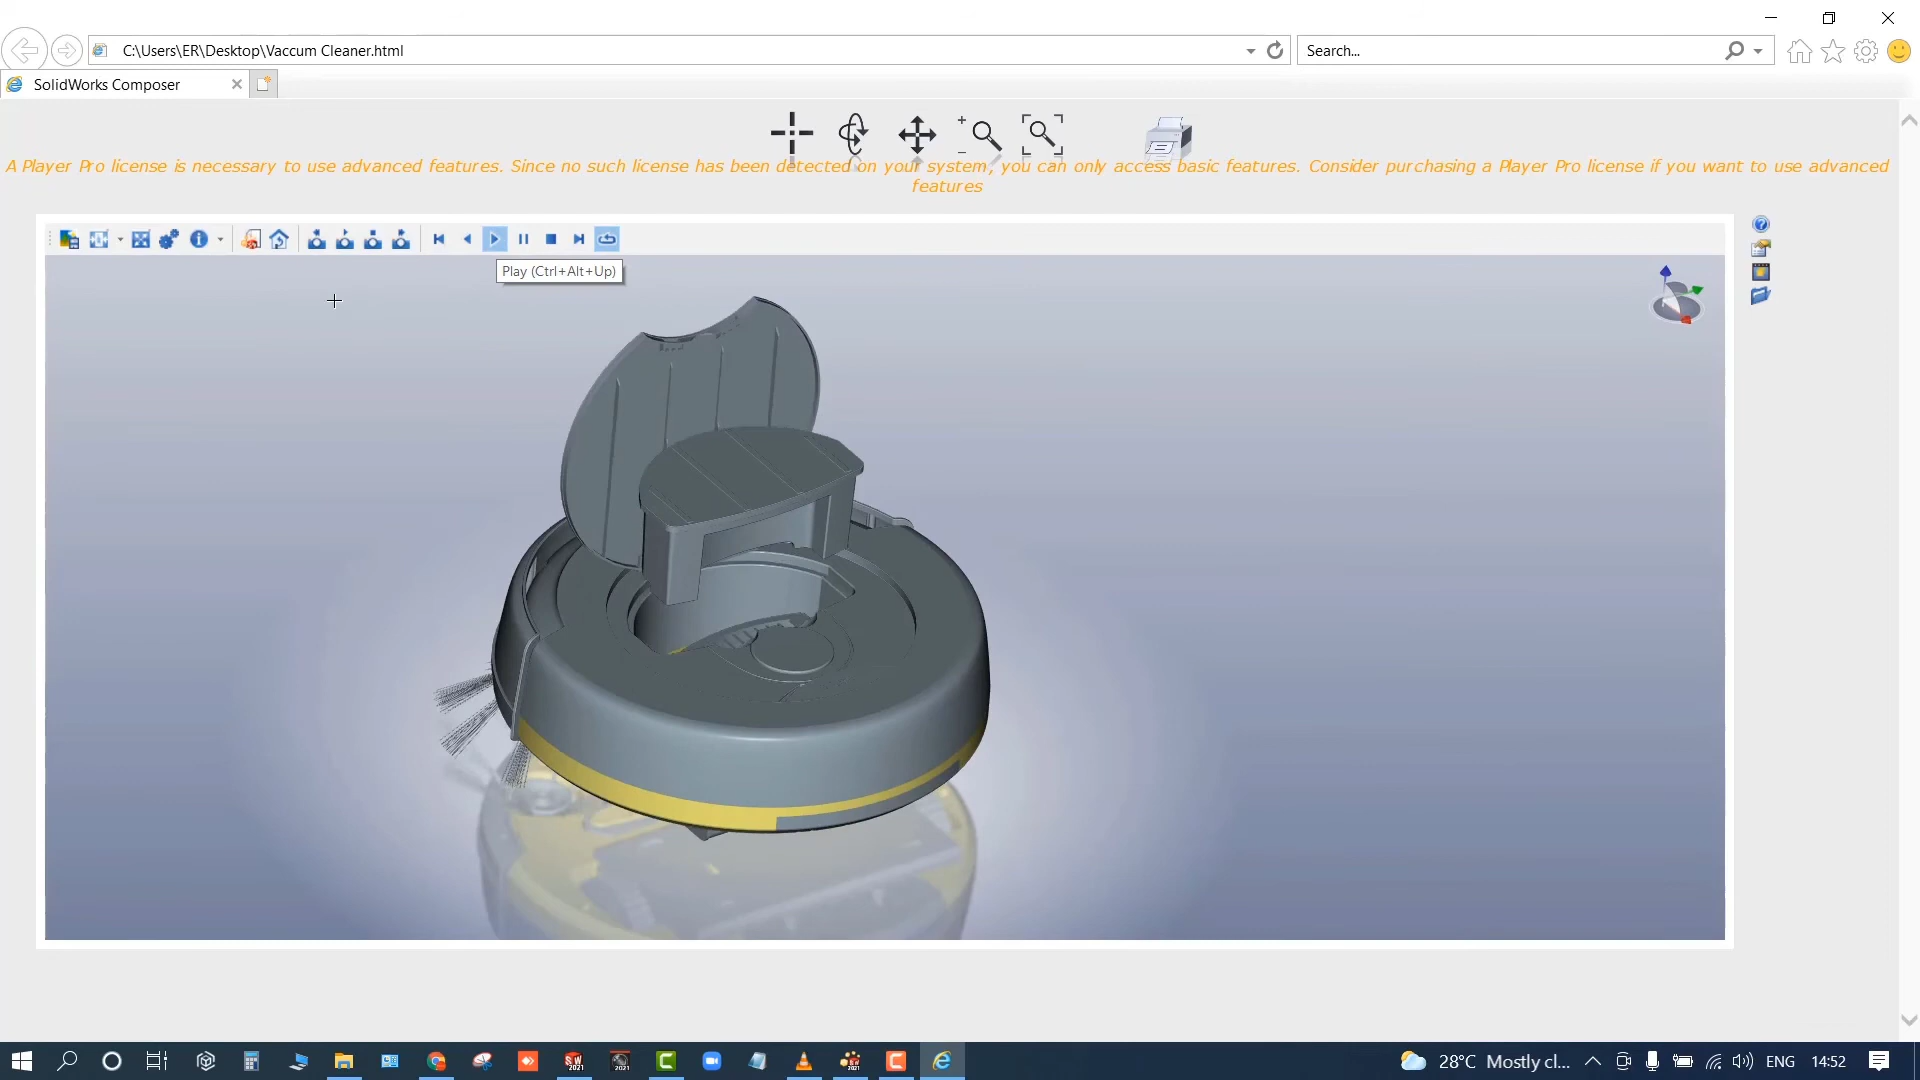 C:\Users\ER\Desktop\Vaccum Cleaner.html
Search...
SolidWorks Composer
A Player Pro license is necessary to use advanced features. Since no such license has been detected on your system, you can only access basic features. Consider purchasing a Player Pro license if you want to use advanced
features
Play (Ctrl+Alt+Up)
28°C Mostly cl... ENG 14:52